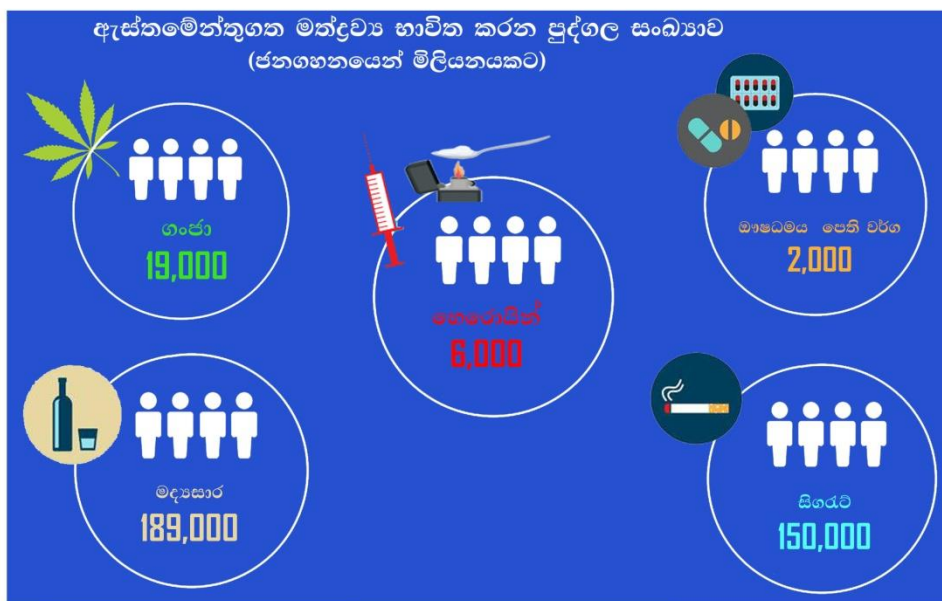 ඇස්තමේන්තුගත මත්ද්‍රව්‍ය භාවිත කරන පුද්ගල සංඛ්‍යාව
(ජනගහනයෙන් මිලියනයකට)
ගංජා
19,000
හෙරොයින්
6,000
ඖෂධමය පෙති වර්ග
2,000
මද්‍යසාර
189,000
සිගරැට්
150,000